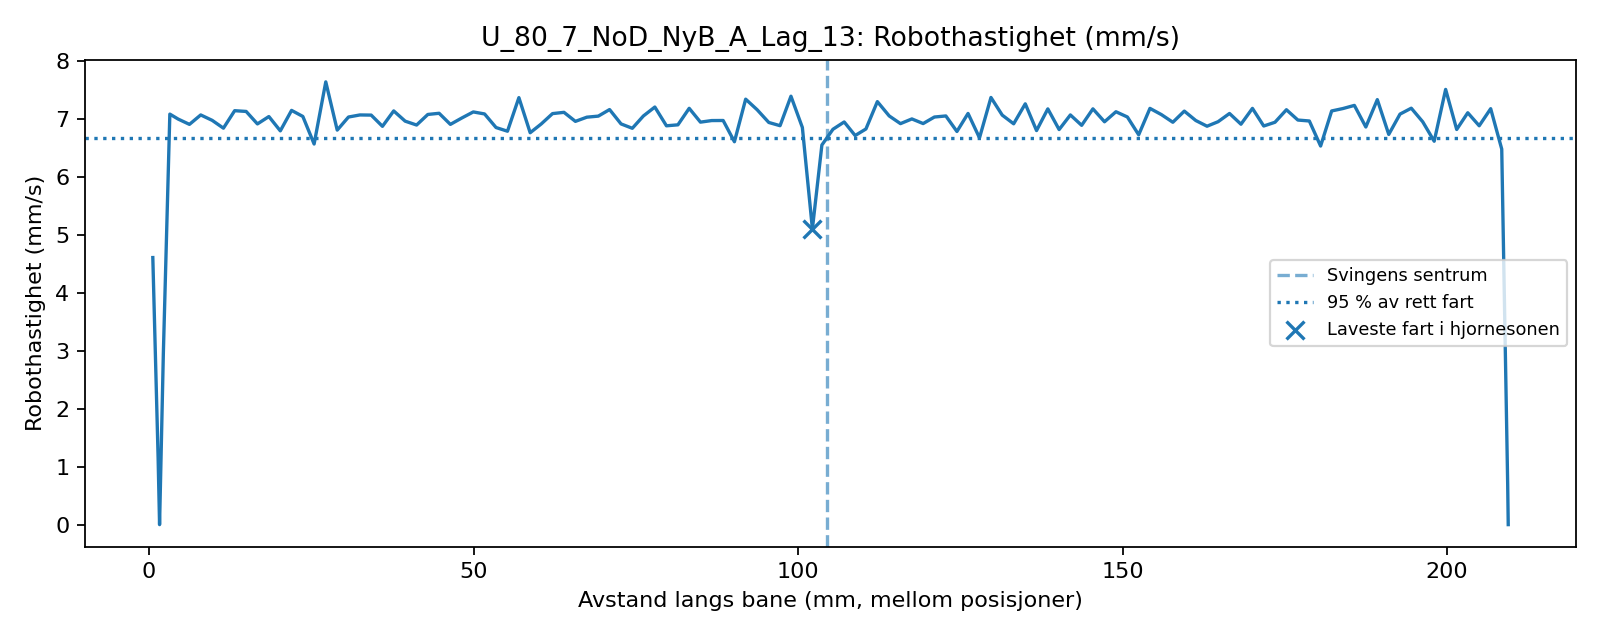 U_80_7_NoD_NyB_A_Lag_13: Robothastighet (mm/s)
8
7
6
5
4
3
2
1
0
Robothastighet (mm/s)
Svingens sentrum
95 % av rett fart
Laveste fart i hjornesonen
0 50 100 150 200
Avstand langs bane (mm, mellom posisjoner)